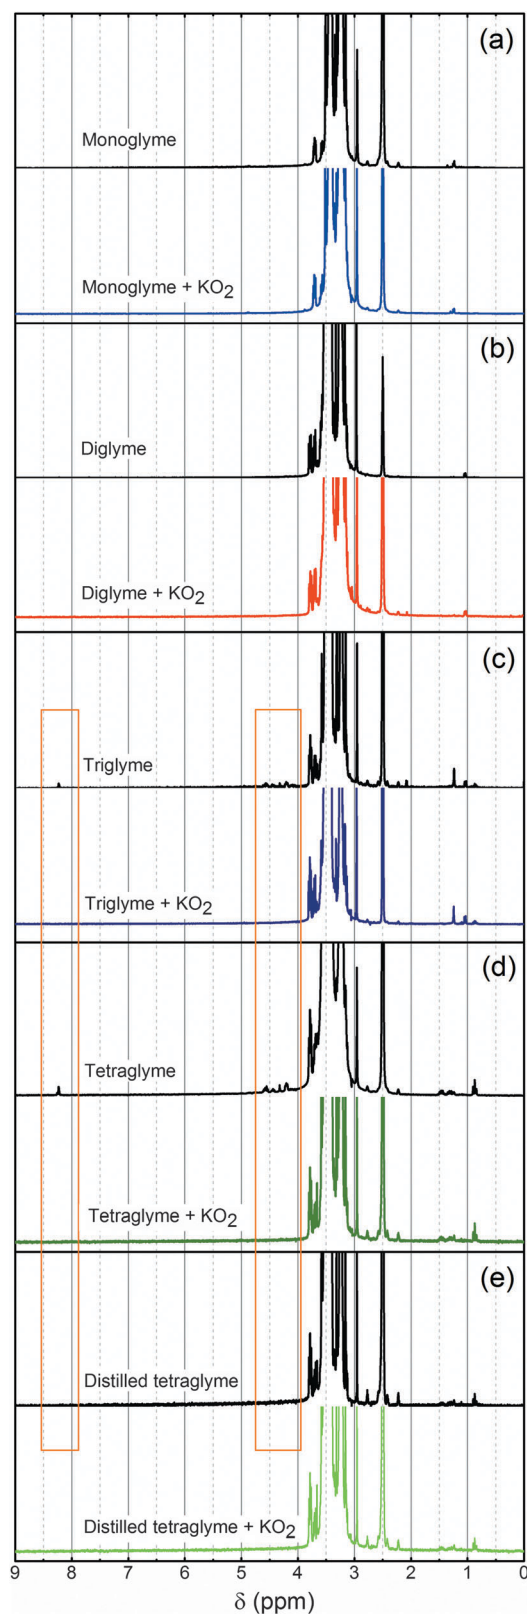 (a)
Monoglyme
Monoglyme + KO₂
(b)
Diglyme
Diglyme + KO₂
(c)
Triglyme
Triglyme + KO₂
(d)
Tetraglyme
Tetraglyme + KO₂
(e)
Distilled tetraglyme
Distilled tetraglyme + KO₂
9 8 7 6 5 4 3 2 1 0
δ (ppm)